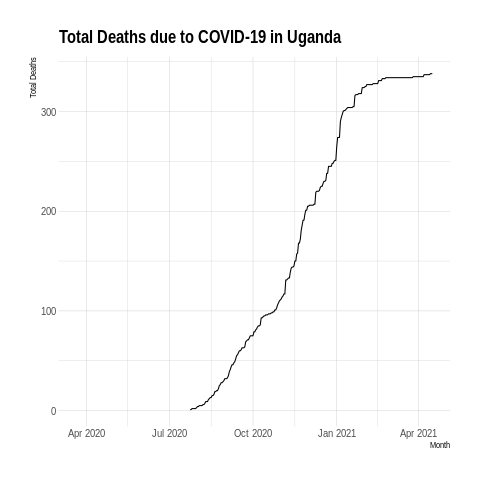 Total Deaths due to COVID-19 in Uganda
Total Deaths
300
200
100
0
Apr 2020 Jul 2020 Oct 2020 Jan 2021 Apr 2021
Month